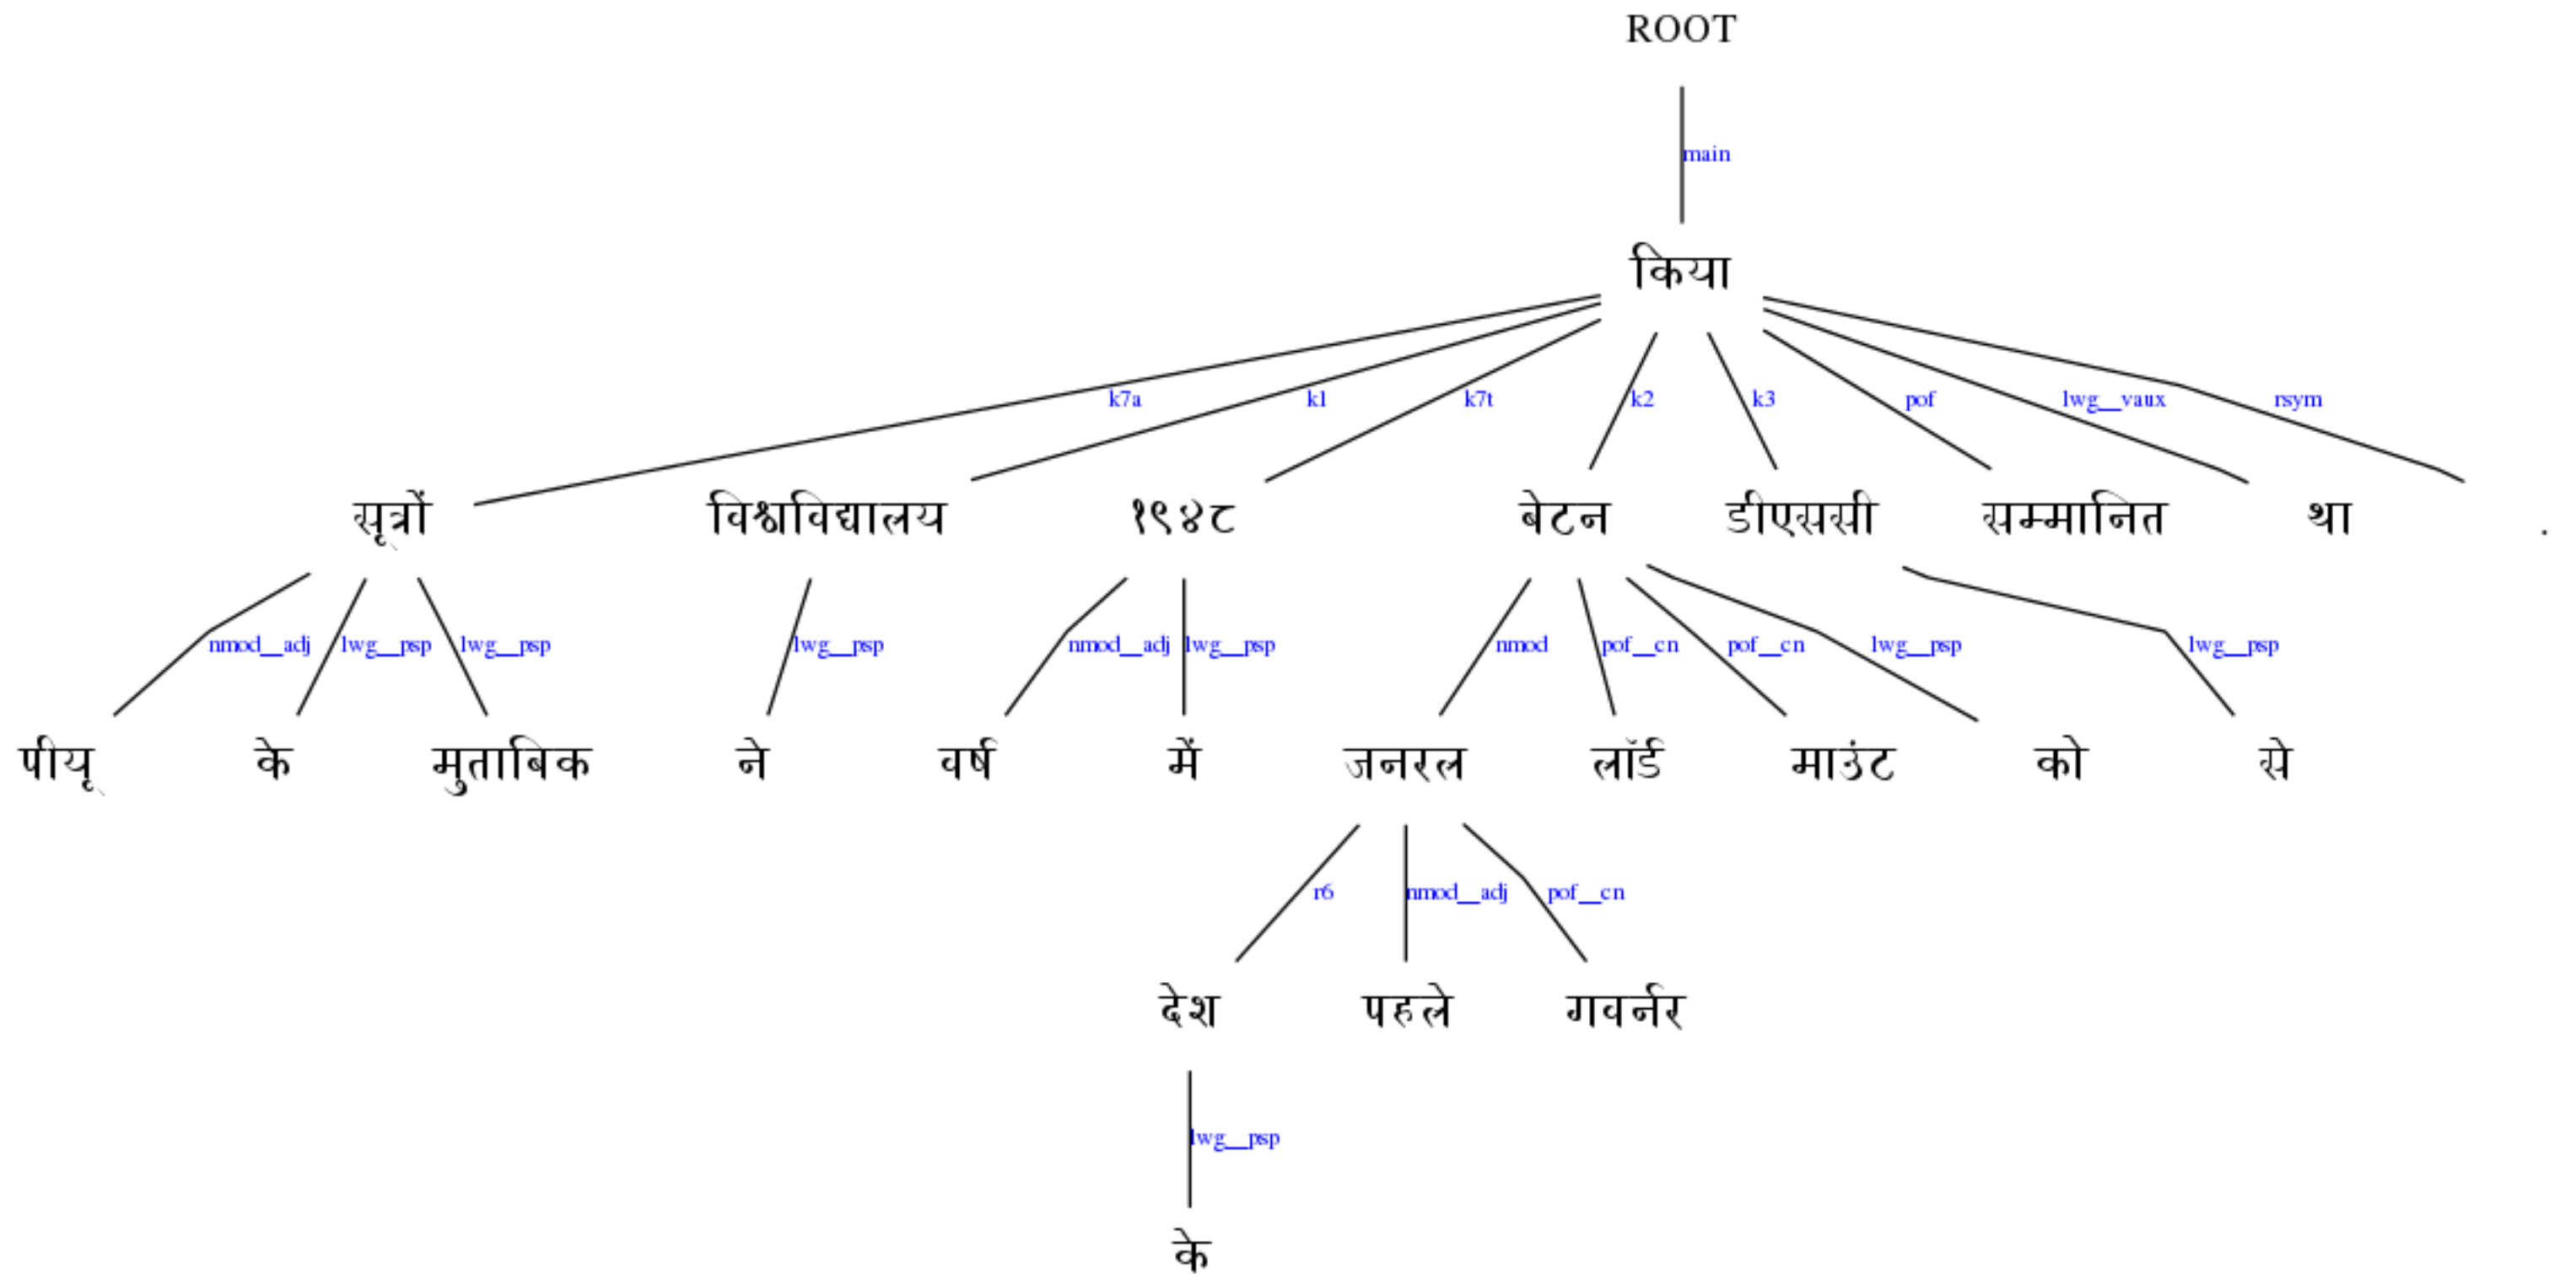 ROOT
main
किया
k7a k1 k7t k2 k3 pof lwg__vaux rsym
सूत्रों विश्वविद्यालय १९४८ बेटन डीएससी सम्मानित था .
nmod__adj lwg__psp lwg__psp lwg__psp nmod__adj lwg__psp nmod pof__cn pof__cn lwg__psp lwg__psp
पीयू के मुताबिक ने वर्ष में जनरल लॉर्ड माउंट को से
r6 nmod__adj pof__cn
देश पहले गवर्नर
lwg__psp
के